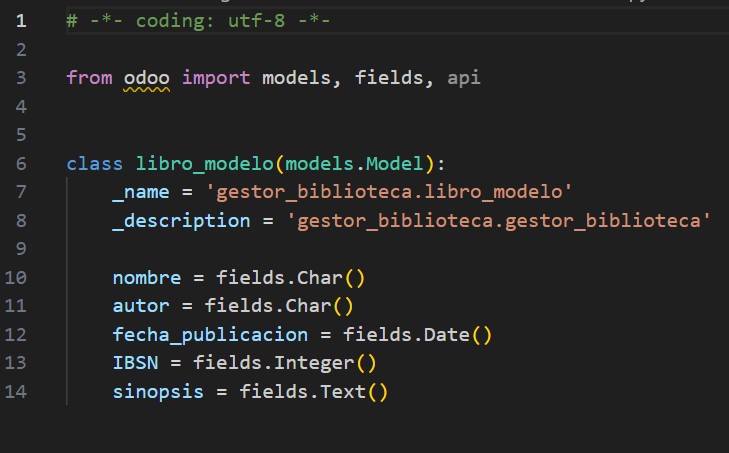 1 # -*- coding: utf-8 -*-
2
3 from odoo import models, fields, api
4
5
6 class libro_modelo(models.Model):
7     _name = 'gestor_biblioteca.libro_modelo'
8     _description = 'gestor_biblioteca.gestor_biblioteca'
9
10     nombre = fields.Char()
11     autor = fields.Char()
12     fecha_publicacion = fields.Date()
13     IBSN = fields.Integer()
14     sinopsis = fields.Text()